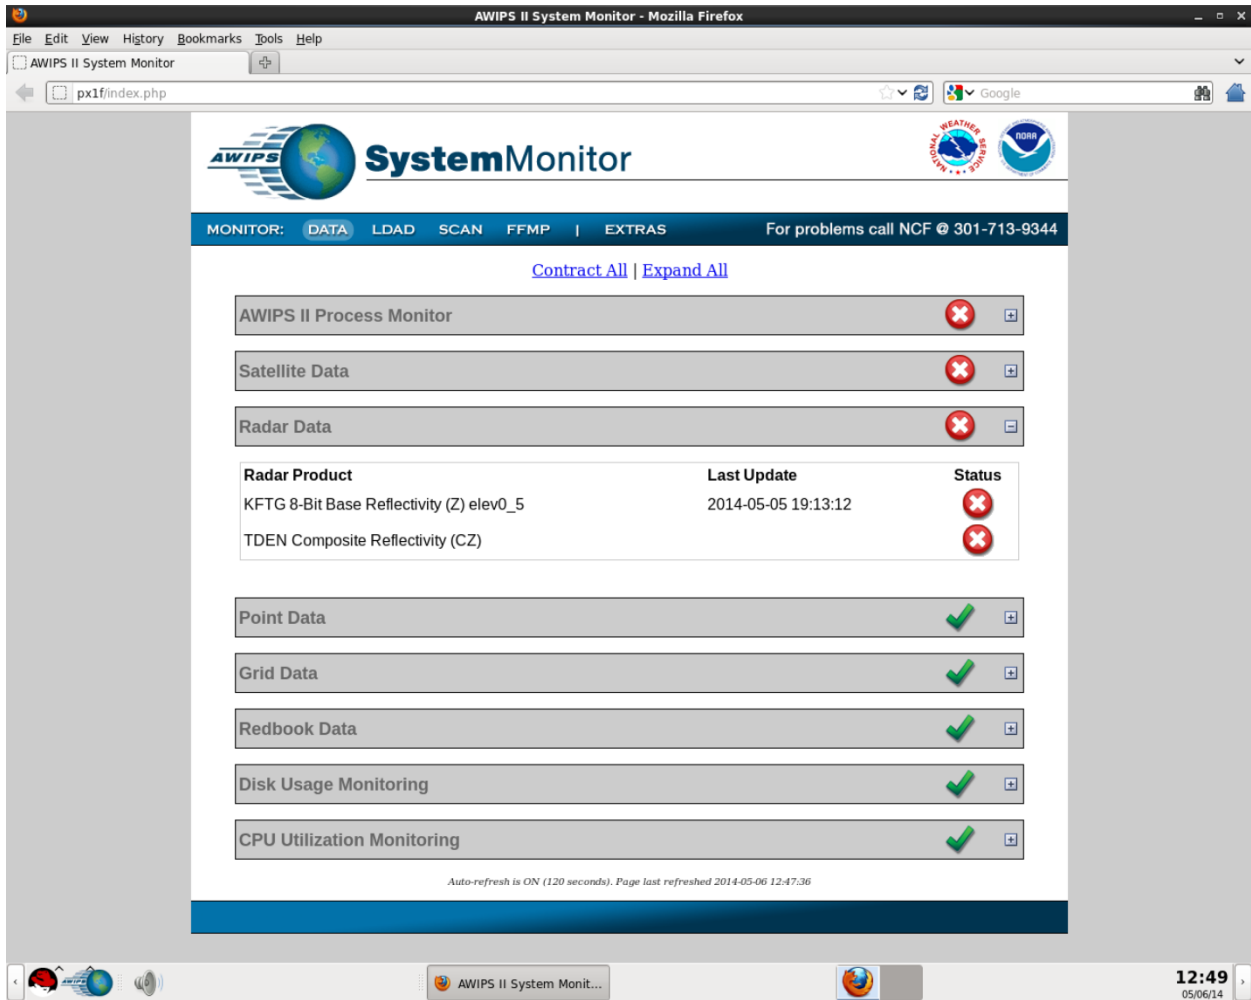 AWIPS II System Monitor - Mozilla Firefox
File Edit View History Bookmarks Tools Help
AWIPS II System Monitor
px1f/index.php Google
AWIPS SystemMonitor NATIONAL WEATHER SERVICE NOAA
MONITOR: DATA LDAD SCAN FFMP | EXTRAS For problems call NCF @ 301-713-9344
Contract All | Expand All
AWIPS II Process Monitor
Satellite Data
Radar Data
Radar Product Last Update Status
KFTG 8-Bit Base Reflectivity (Z) elev0_5 2014-05-05 19:13:12
TDEN Composite Reflectivity (CZ)
Point Data
Grid Data
Redbook Data
Disk Usage Monitoring
CPU Utilization Monitoring
Auto-refresh is ON (120 seconds). Page last refreshed 2014-05-06 12:47:36
AWIPS II System Monit... 12:49
05/06/14